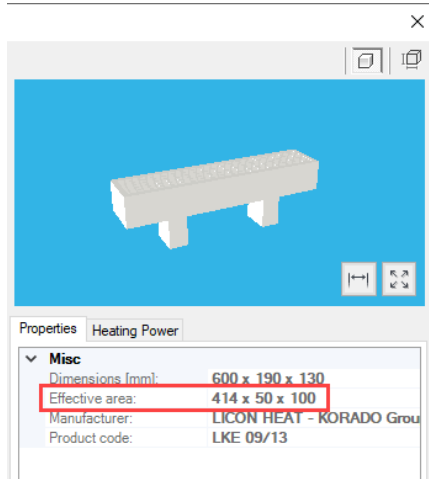 Properties Heating Power
Misc
Dimensions [mm]: 600 x 190 x 130
Effective area: 414 x 50 x 100
Manufacturer: LICON HEAT - KORADO Grou
Product code: LKE 09/13